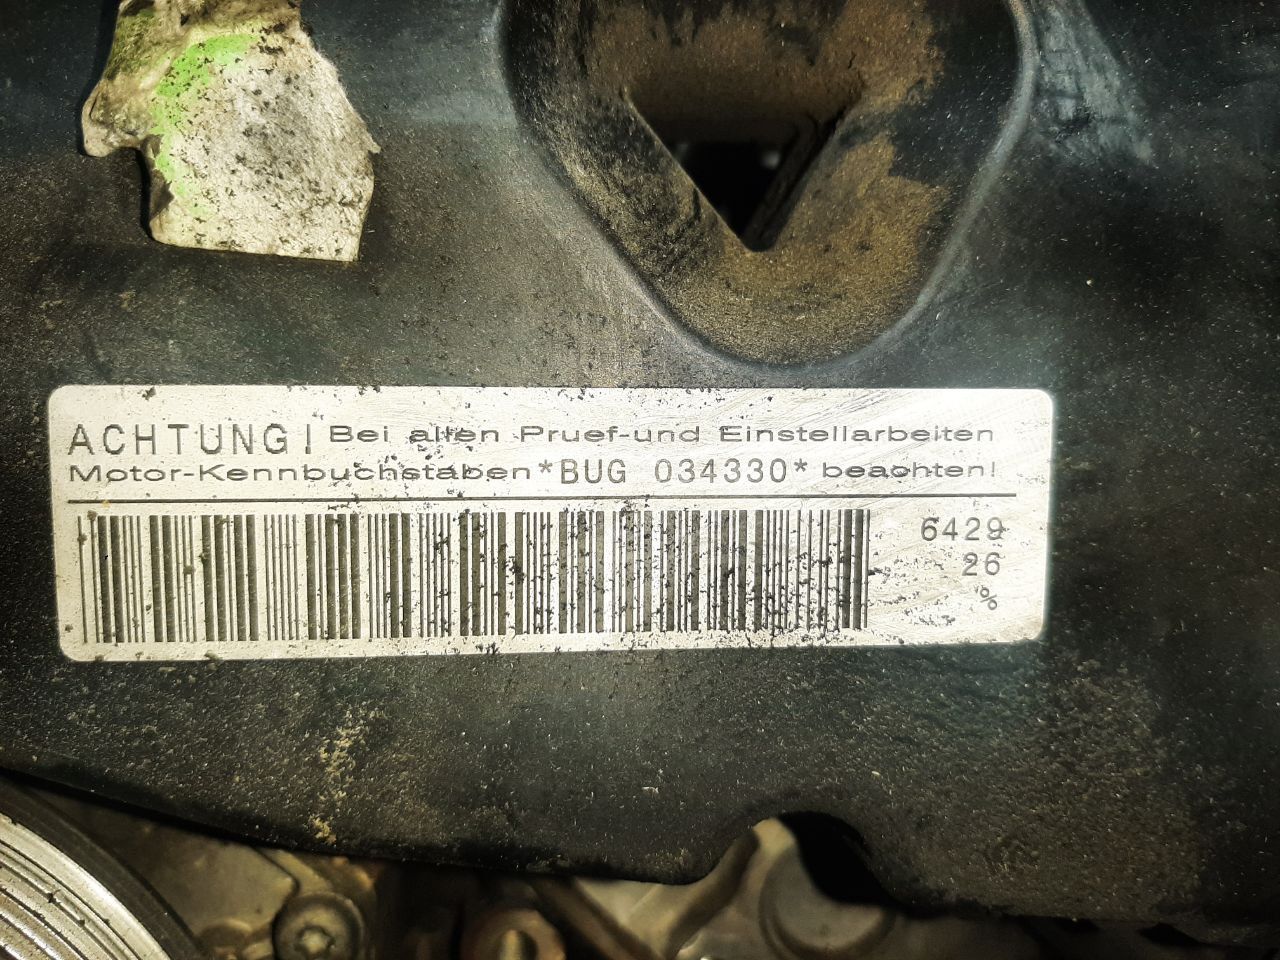 ACHTUNG! Bei allen Pruef-und Einstellarbeiten
Motor-Kennbuchstaben *BUG 034330* beachten!
6429
26
%